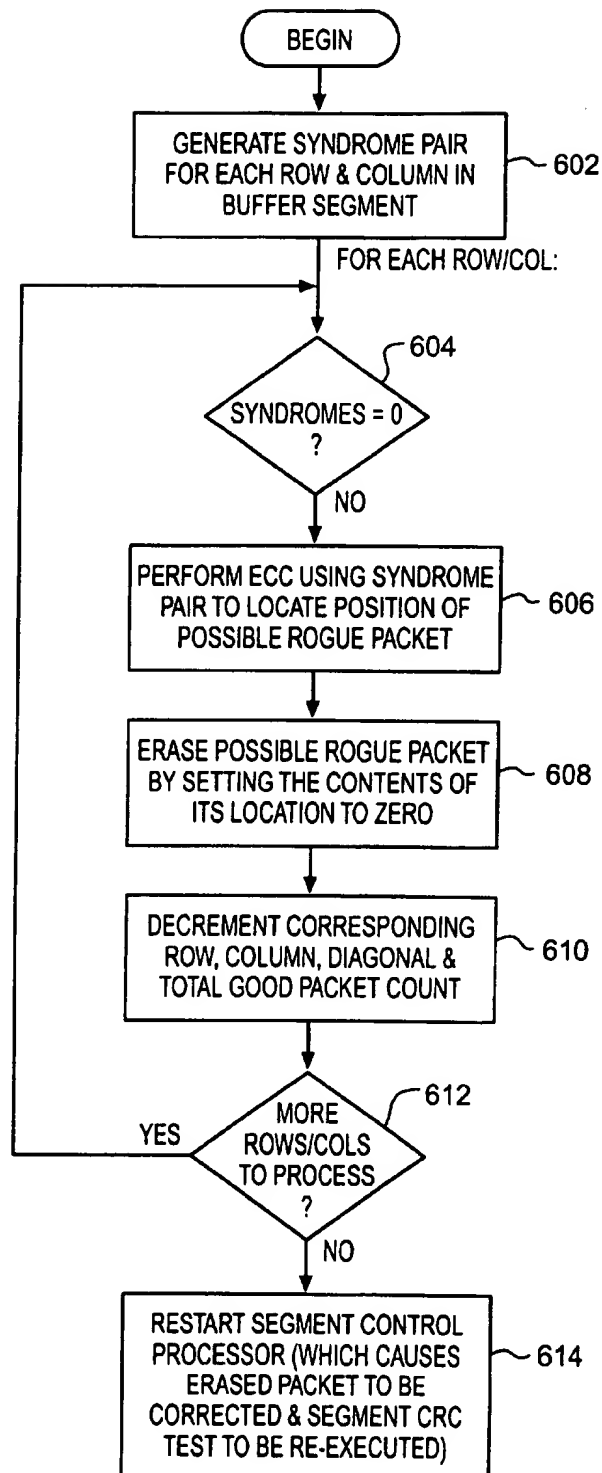 BEGIN
GENERATE SYNDROME PAIR
FOR EACH ROW & COLUMN IN
BUFFER SEGMENT
602
FOR EACH ROW/COL:
604
SYNDROMES = 0
?
NO
PERFORM ECC USING SYNDROME
PAIR TO LOCATE POSITION OF
POSSIBLE ROGUE PACKET
606
ERASE POSSIBLE ROGUE PACKET
BY SETTING THE CONTENTS OF
ITS LOCATION TO ZERO
608
DECREMENT CORRESPONDING
ROW, COLUMN, DIAGONAL &
TOTAL GOOD PACKET COUNT
610
612
YES
MORE
ROWS/COLS
TO PROCESS
?
NO
RESTART SEGMENT CONTROL
PROCESSOR (WHICH CAUSES
ERASED PACKET TO BE
CORRECTED & SEGMENT CRC
TEST TO BE RE-EXECUTED)
614